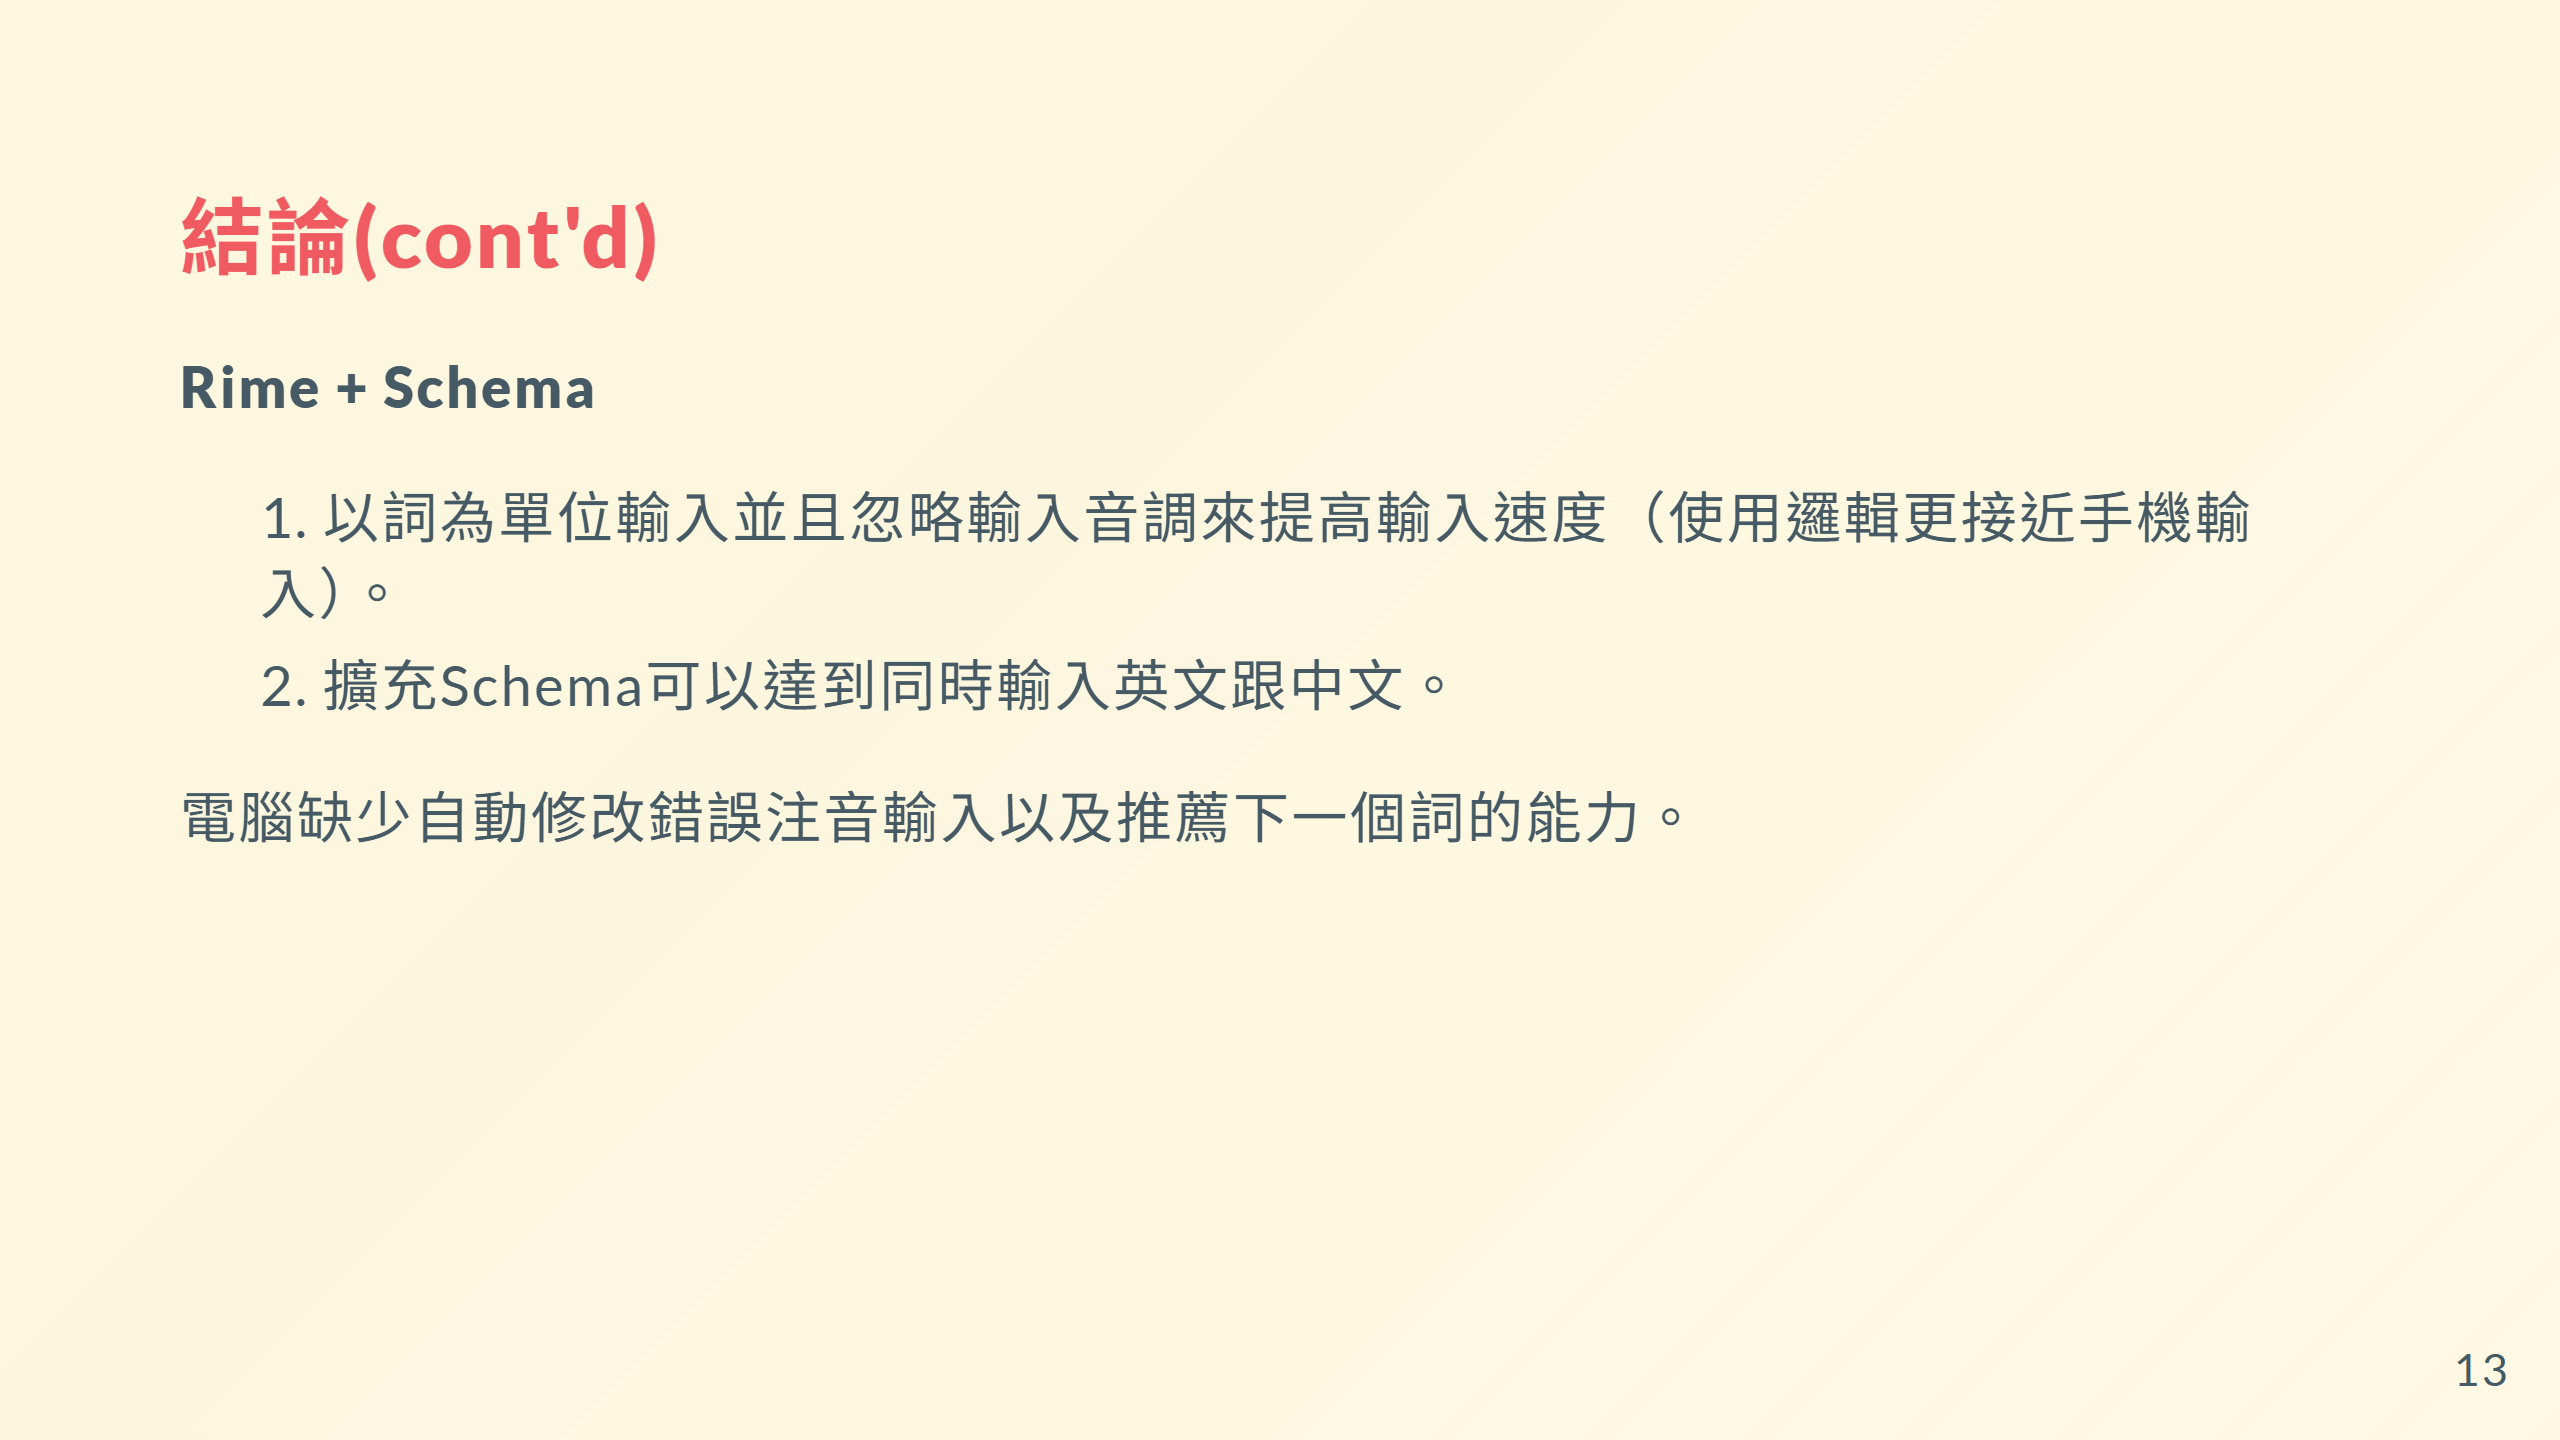 結論(cont'd)
Rime + Schema
1. 以詞為單位輸入並且忽略輸入音調來提高輸入速度（使用邏輯更接近手機輸
入）。
2. 擴充Schema可以達到同時輸入英文跟中文。
電腦缺少自動修改錯誤注音輸入以及推薦下一個詞的能力。
13